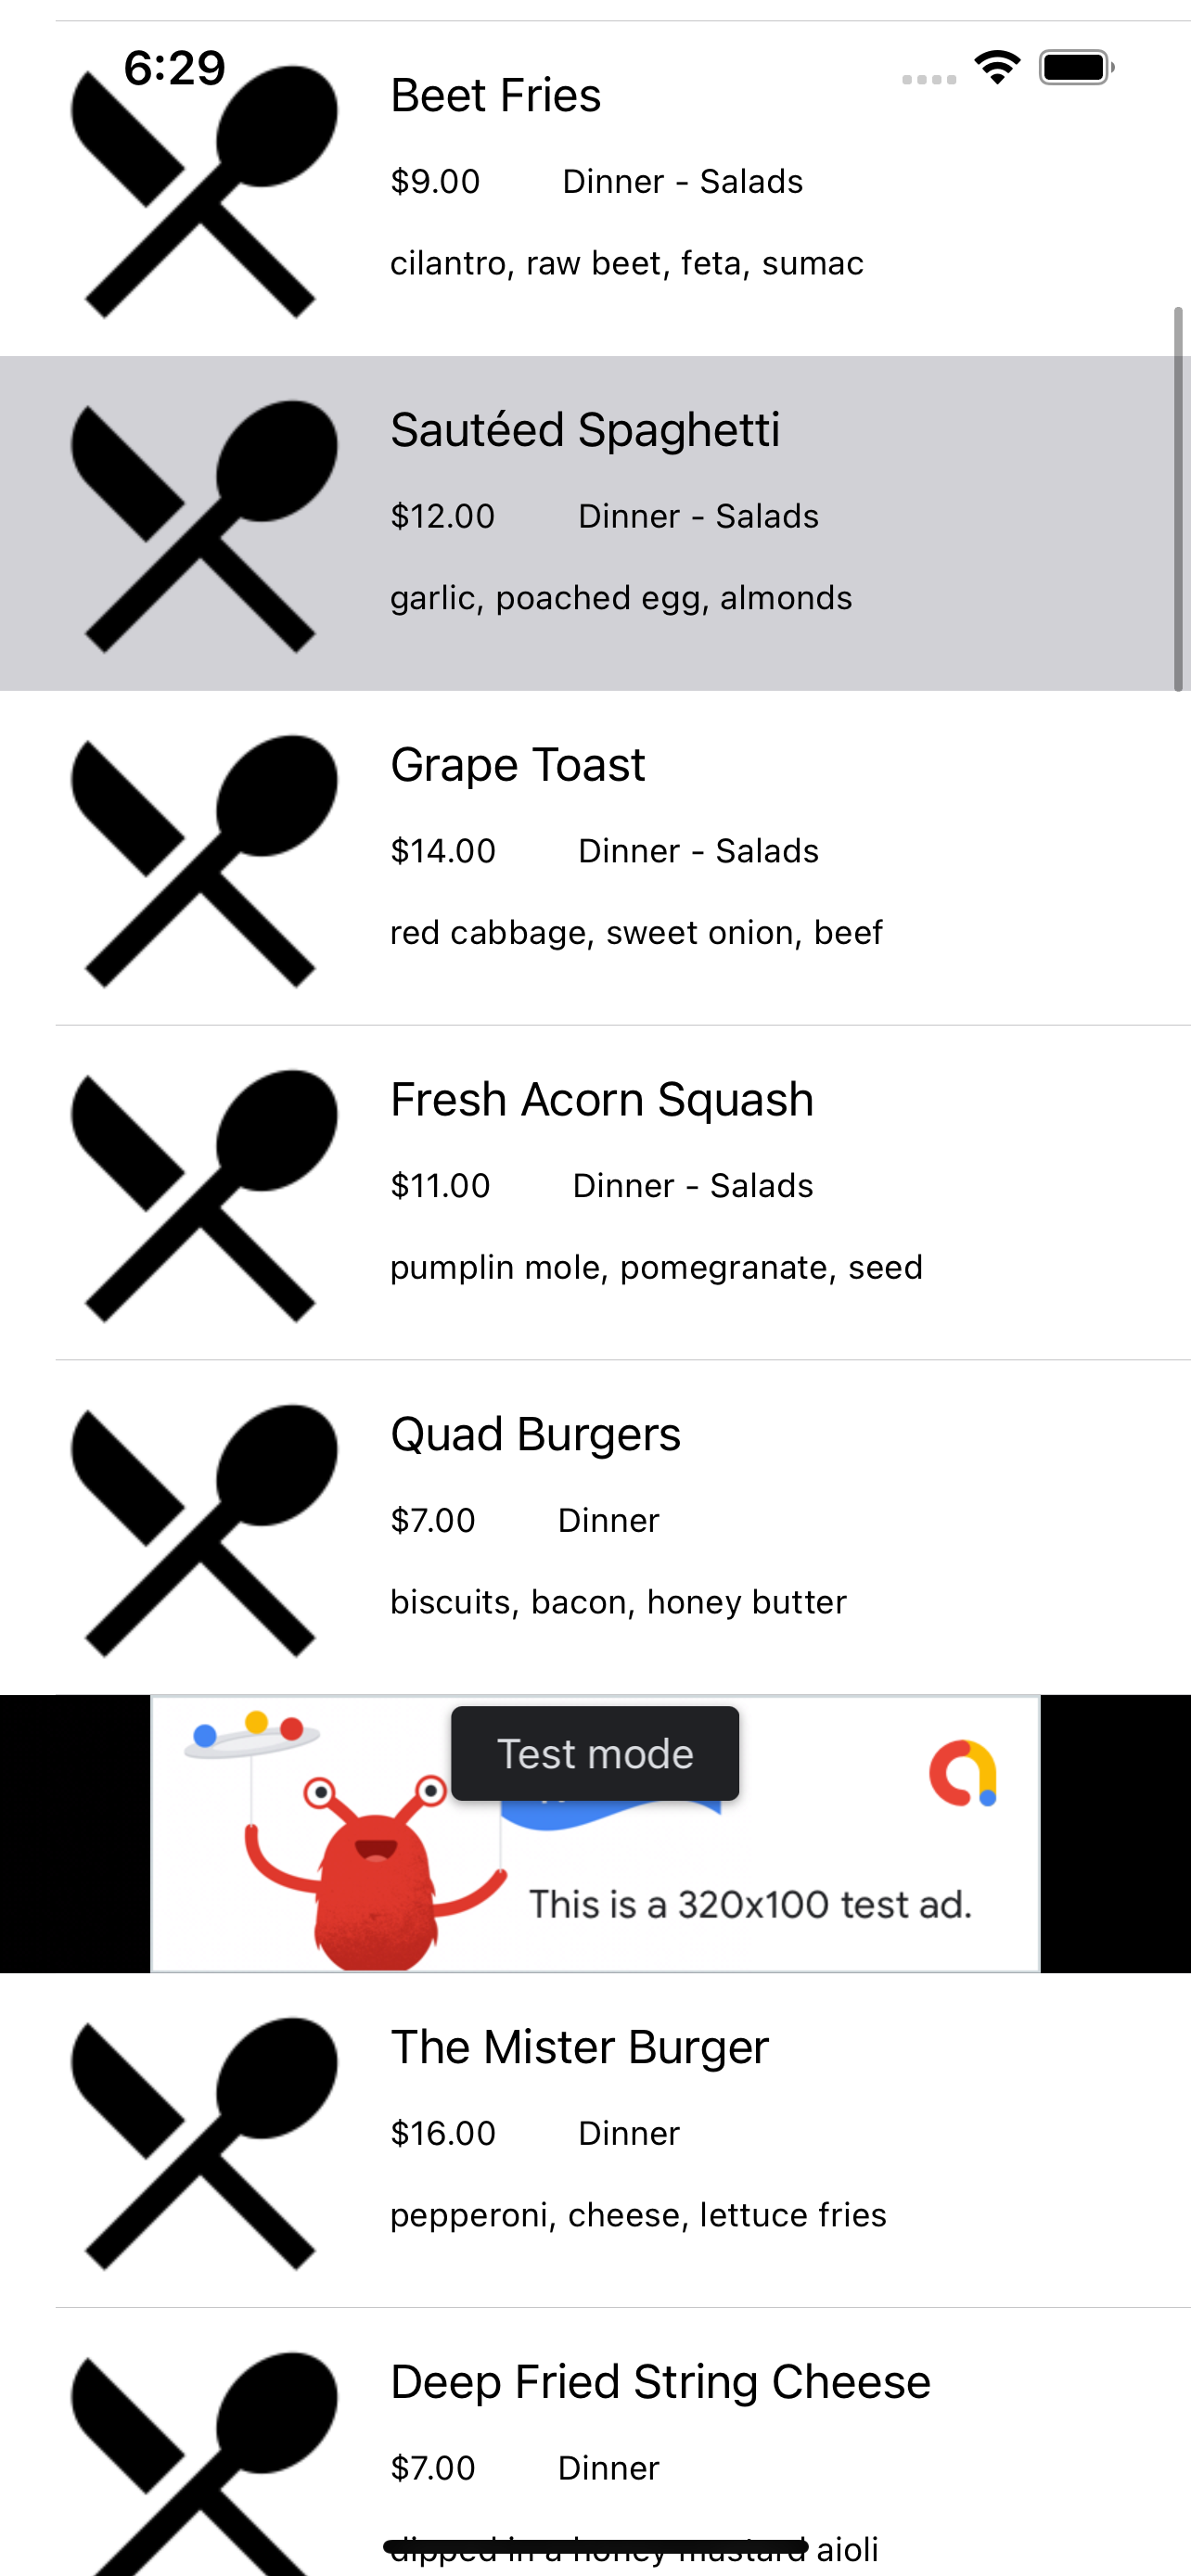 6:29
Beet Fries
$9.00 Dinner - Salads
cilantro, raw beet, feta, sumac
Sautéed Spaghetti
$12.00 Dinner - Salads
garlic, poached egg, almonds
Grape Toast
$14.00 Dinner - Salads
red cabbage, sweet onion, beef
Fresh Acorn Squash
$11.00 Dinner - Salads
pumplin mole, pomegranate, seed
Quad Burgers
$7.00 Dinner
biscuits, bacon, honey butter
Test mode
This is a 320x100 test ad.
The Mister Burger
$16.00 Dinner
pepperoni, cheese, lettuce fries
Deep Fried String Cheese
$7.00 Dinner
dipped in a honey mustard aioli